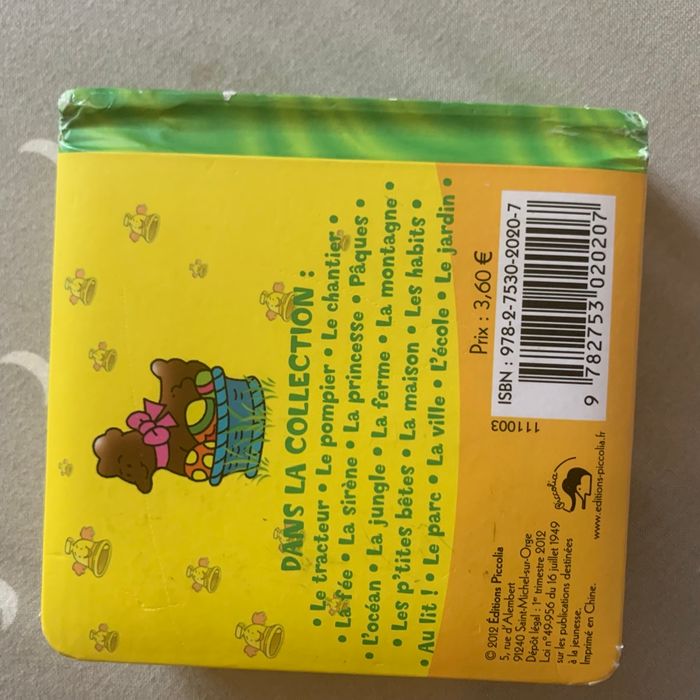 DANS LA COLLECTION :
• Le tracteur • Le pompier • Le chantier •
• La fée • La sirène • La princesse • Pâques •
• L'océan • La jungle • La ferme • La montagne •
• Les p'tites bêtes • La maison • Les habits •
• Au lit ! • Le parc • La ville • L'école • Le jardin •
© 2012 Éditions Piccolia
5, rue d'Alembert
91240 Saint-Michel-sur-Orge
Dépôt légal : 1er trimestre 2012
Loi n°49-956 du 16 juillet 1949
sur les publications destinées
à la jeunesse.
Imprimé en Chine.
piccolia
www.editions-piccolia.fr
111003
Prix : 3,60 €
ISBN : 978-2-7530-2020-7
9 782753 020207